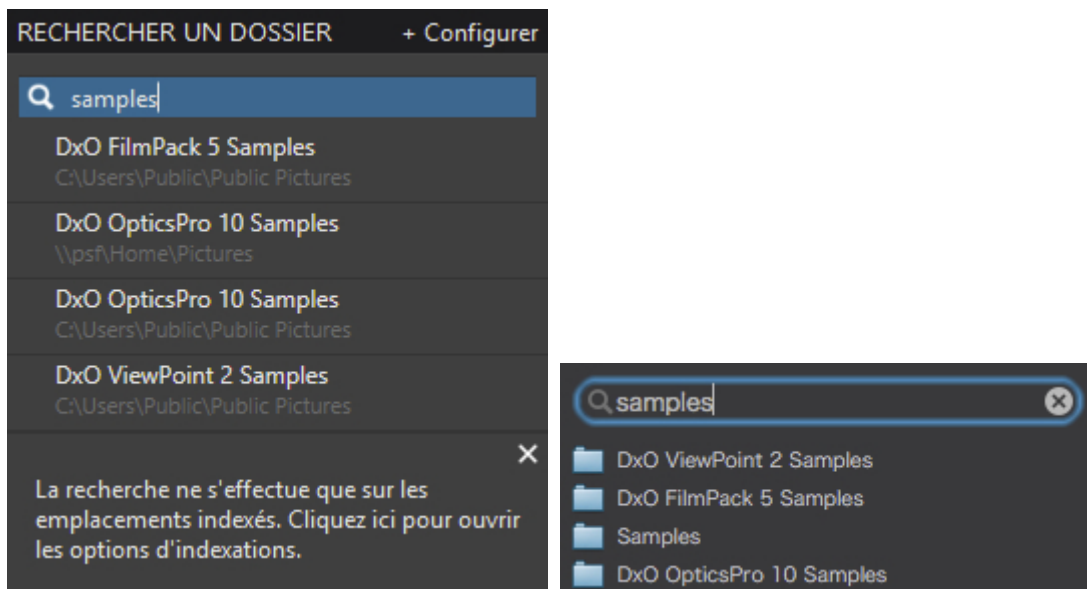 RECHERCHER UN DOSSIER + Configurer
samples
DxO FilmPack 5 Samples
C:\Users\Public\Public Pictures
DxO OpticsPro 10 Samples
\\psf\Home\Pictures
DxO OpticsPro 10 Samples
C:\Users\Public\Public Pictures
DxO ViewPoint 2 Samples
C:\Users\Public\Public Pictures
La recherche ne s'effectue que sur les
emplacements indexés. Cliquez ici pour ouvrir
les options d'indexations.
samples
DxO ViewPoint 2 Samples
DxO FilmPack 5 Samples
Samples
DxO OpticsPro 10 Samples